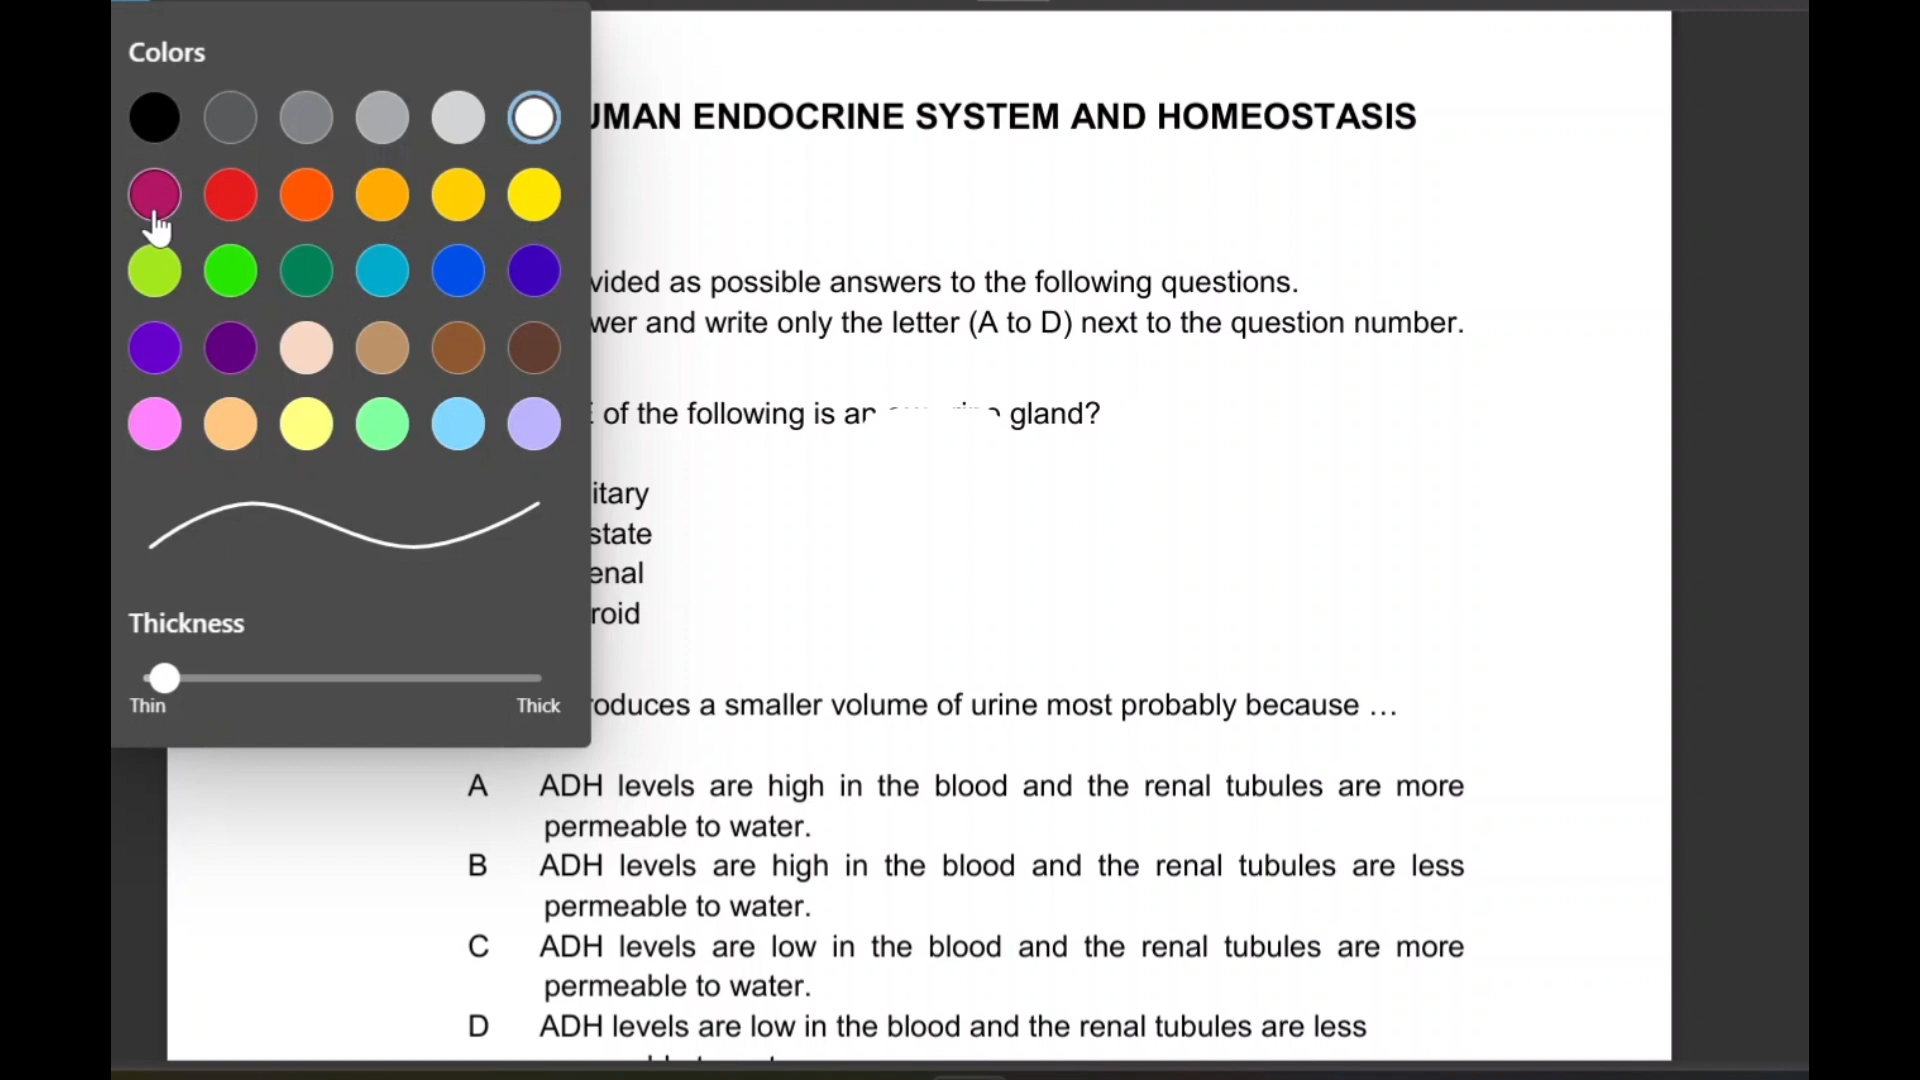 Colors
UMAN ENDOCRINE SYSTEM AND HOMEOSTASIS
vided as possible answers to the following questions.
wer and write only the letter (A to D) next to the question number.
of the following is an gland?
itary
state
enal
roid
Thickness
Thin Thick
roduces a smaller volume of urine most probably because …
A ADH levels are high in the blood and the renal tubules are more
permeable to water.
B ADH levels are high in the blood and the renal tubules are less
permeable to water.
C ADH levels are low in the blood and the renal tubules are more
permeable to water.
D ADH levels are low in the blood and the renal tubules are less